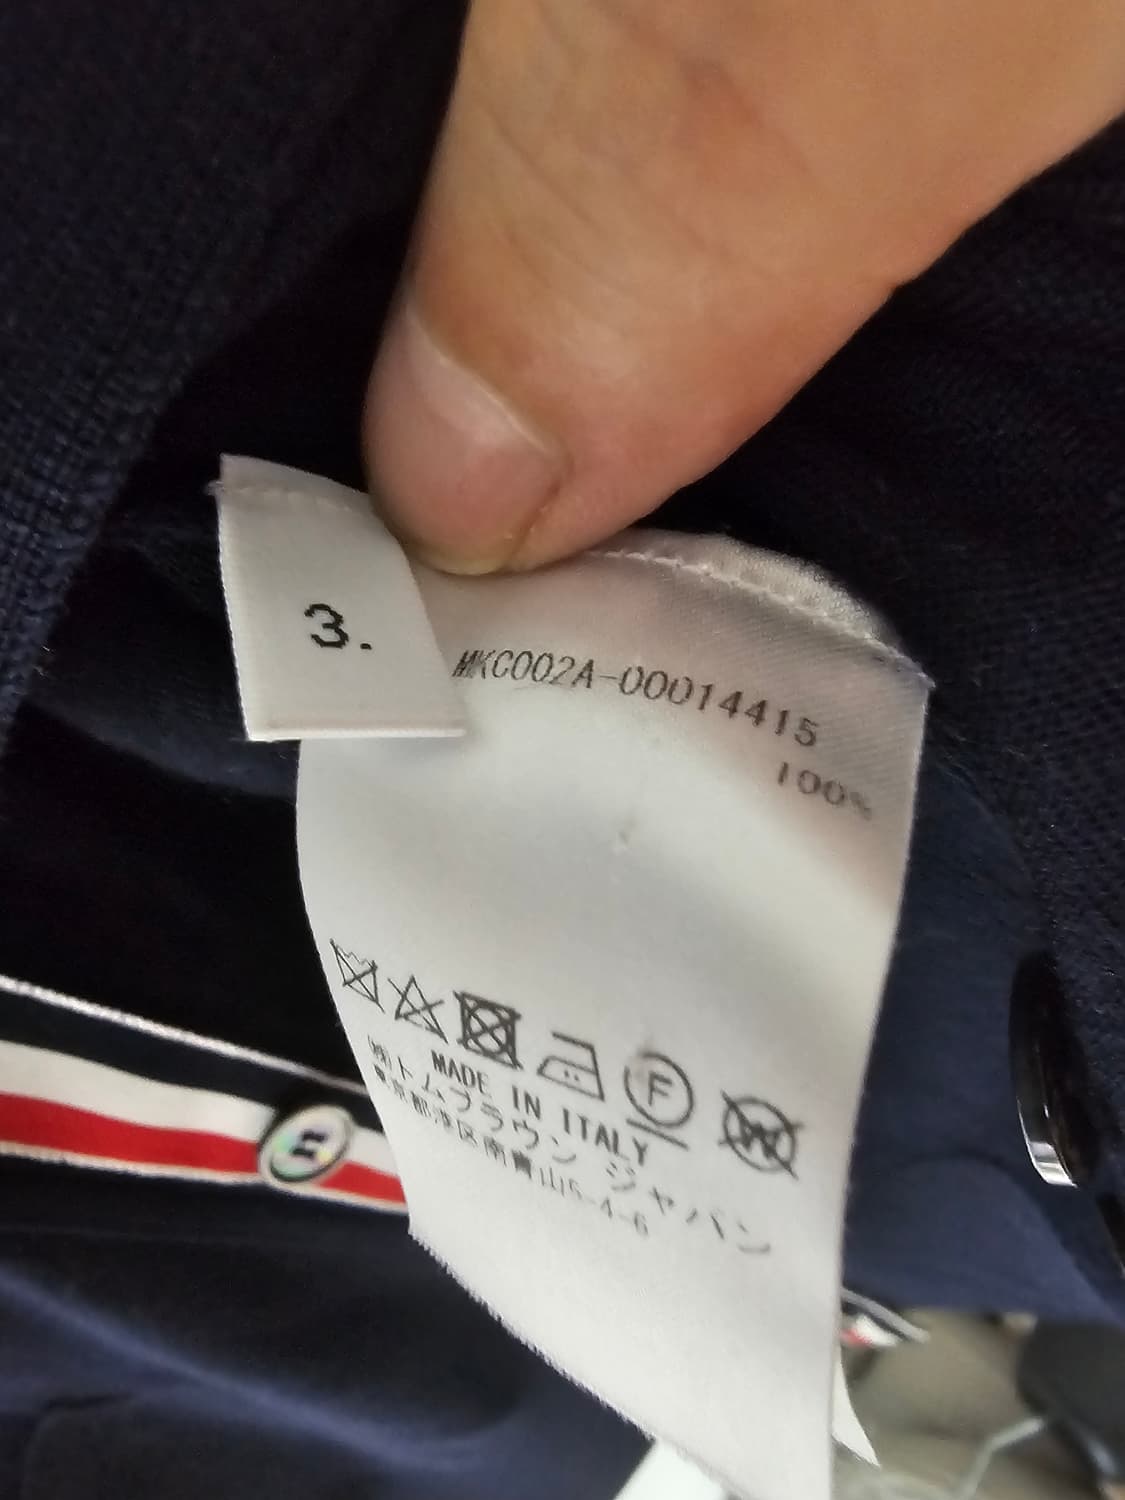 3.
MKC002A-00014415
100%
F
W
MADE IN ITALY
㈱トムブラウン ジャパン
東京都港区南青山5-4-6